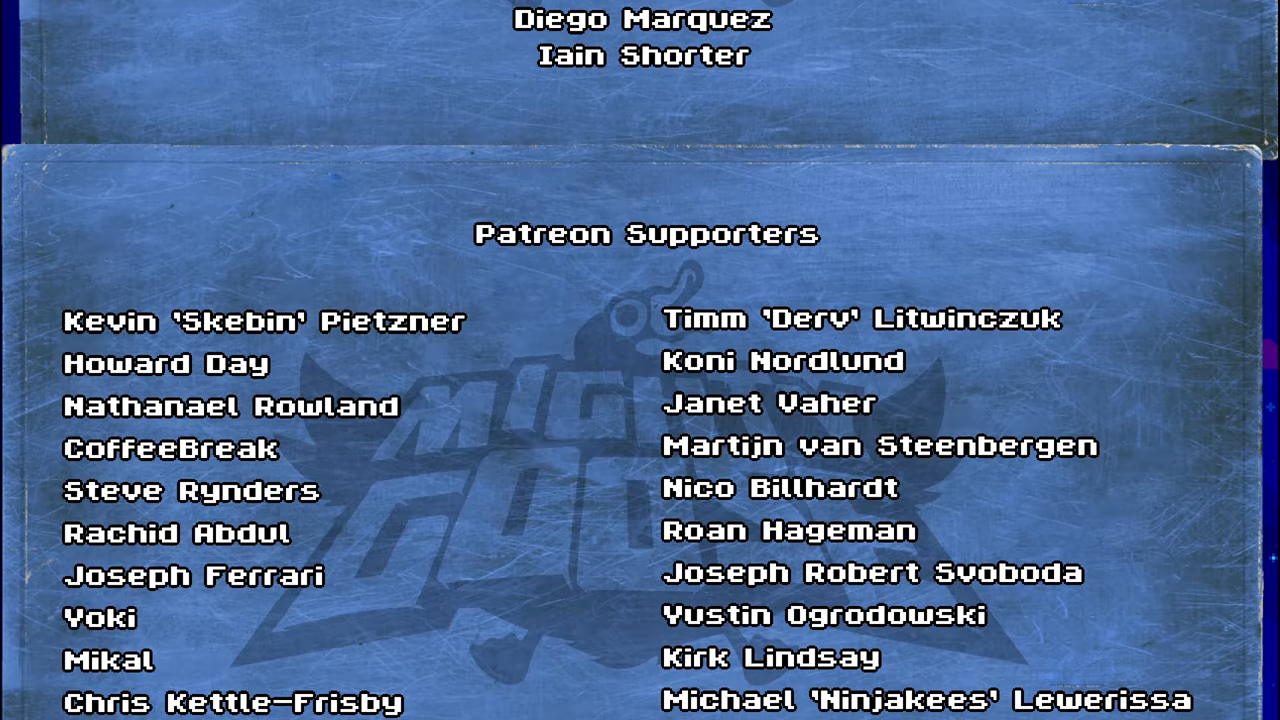 Diego Marquez
Iain Shorter
Patreon Supporters
Kevin 'Skebin' Pietzner
Howard Day
Nathanael Rowland
CoffeeBreak
Steve Rynders
Rachid Abdul
Joseph Ferrari
Yoki
Mikal
Chris Kettle-Frisby
Timm 'Derv' Litwinczuk
Koni Nordlund
Janet Vaher
Martijn van Steenbergen
Nico Billhardt
Roan Hageman
Joseph Robert Svoboda
Yustin Ogrodowski
Kirk Lindsay
Michael 'Ninjakees' Lewerissa